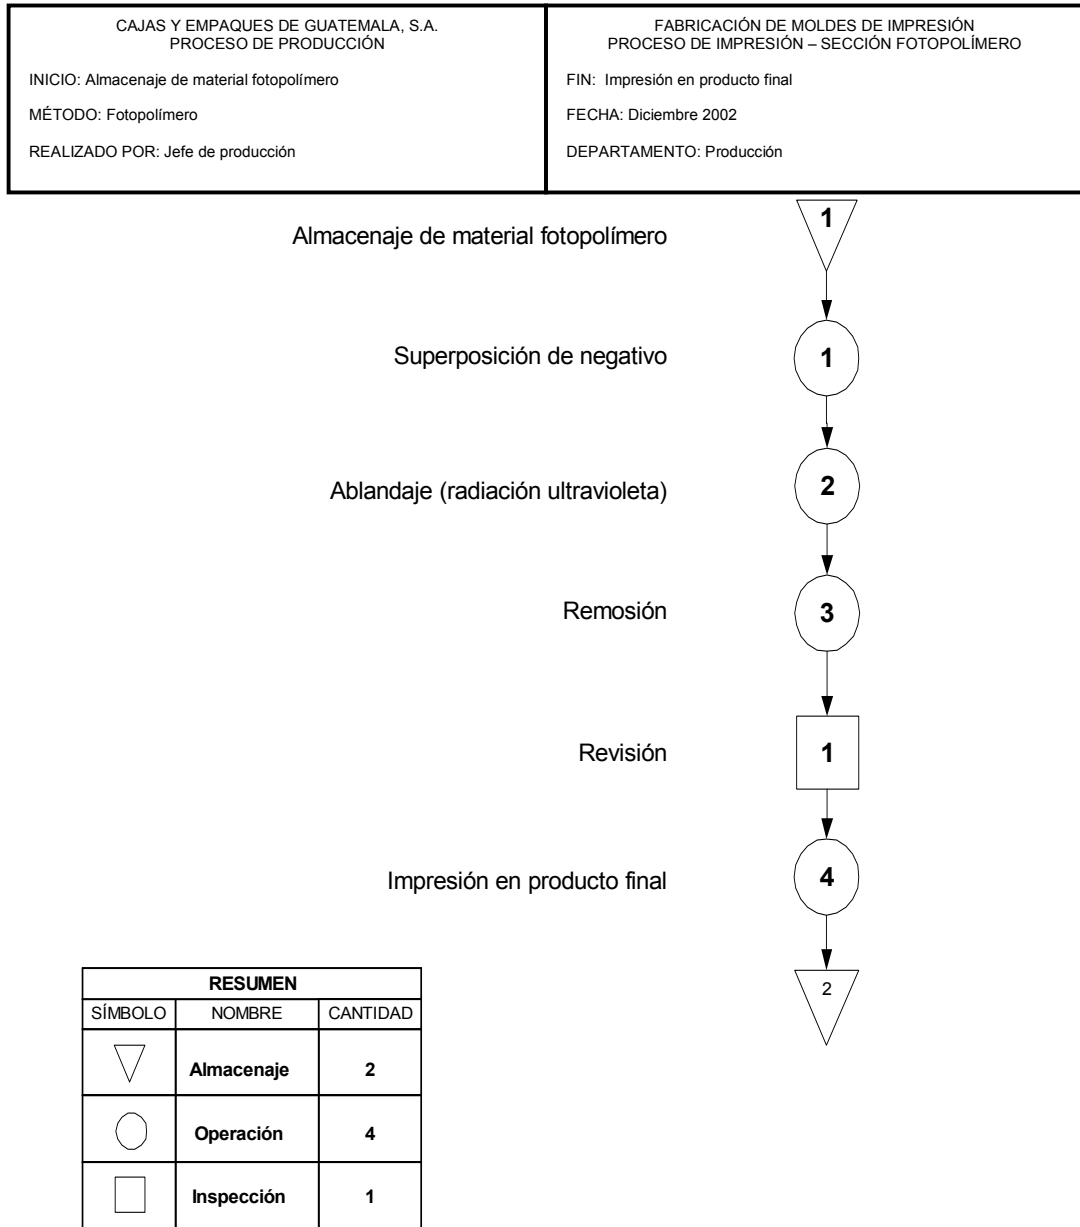 CAJAS Y EMPAQUES DE GUATEMALA, S.A.
PROCESO DE PRODUCCIÓN
INICIO: Almacenaje de material fotopolímero
MÉTODO: Fotopolímero
REALIZADO POR: Jefe de producción
FABRICACIÓN DE MOLDES DE IMPRESIÓN
PROCESO DE IMPRESIÓN – SECCIÓN FOTOPOLÍMERO
FIN: Impresión en producto final
FECHA: Diciembre 2002
DEPARTAMENTO: Producción
Almacenaje de material fotopolímero
1
Superposición de negativo
1
Ablandaje (radiación ultravioleta)
2
Remosión
3
Revisión
1
Impresión en producto final
4
2
RESUMEN
SÍMBOLO NOMBRE CANTIDAD
Almacenaje 2
Operación 4
Inspección 1